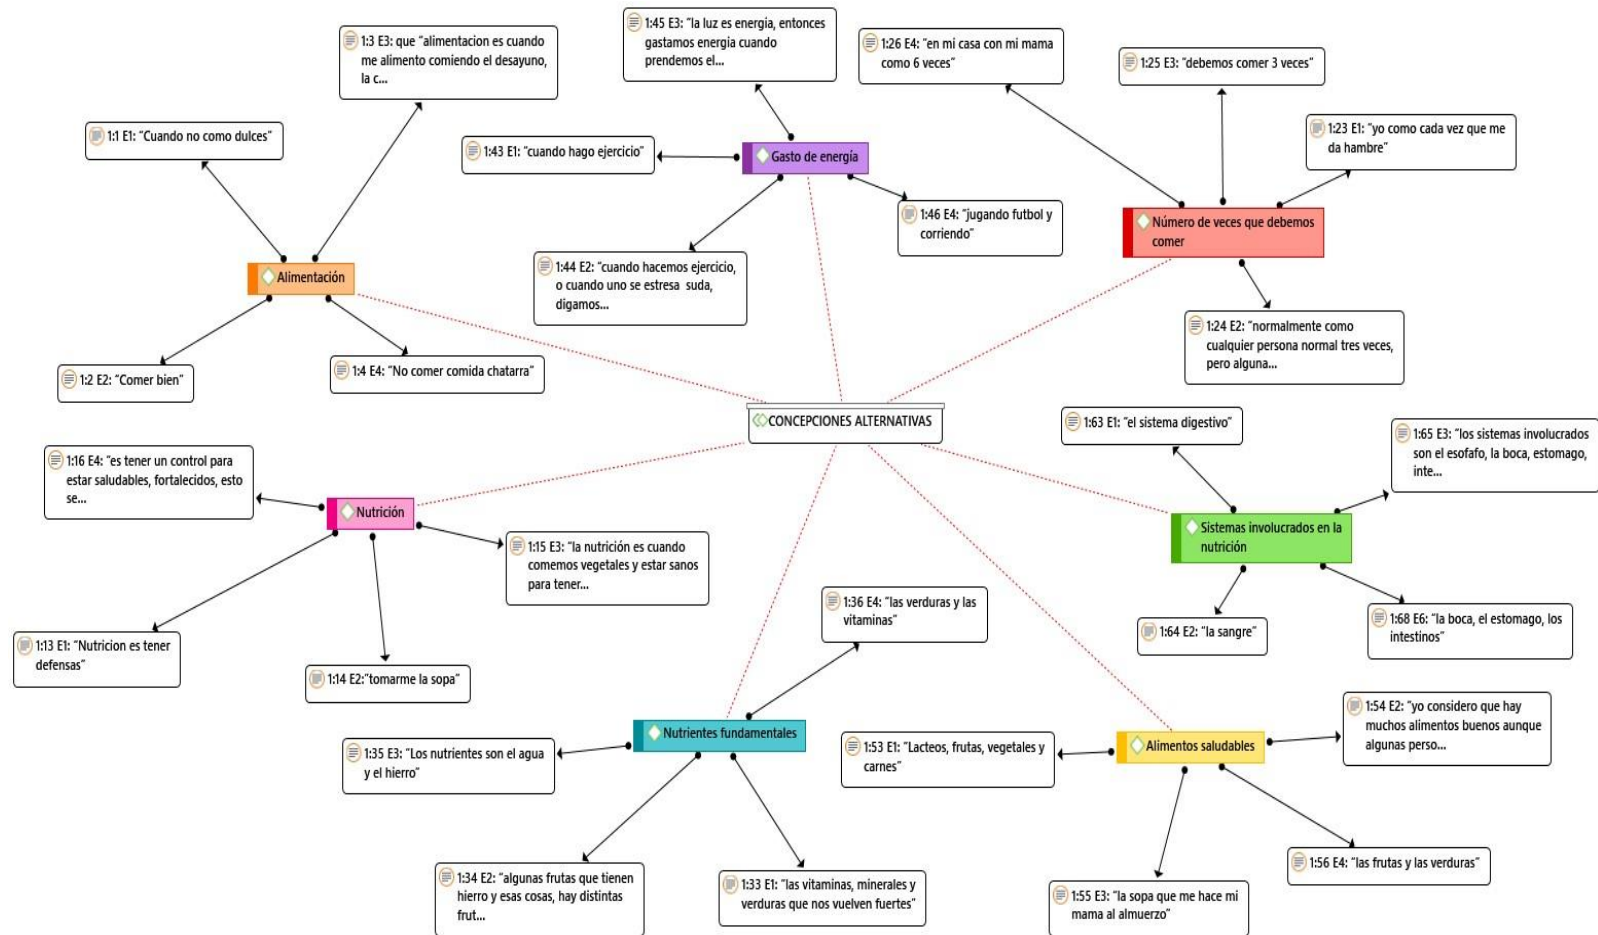 1:45 E3: “la luz es energia, entonces
gastamos energia cuando
prendemos el...
1:3 E3: que “alimentacion es cuando
me alimento comiendo el desayuno,
la c...
1:26 E4: “en mi casa con mi mama
como 6 veces”
1:25 E3: “debemos comer 3 veces”
1:1 E1: “Cuando no como dulces”
1:43 E1: “cuando hago ejercicio”
Gasto de energía
1:23 E1: “yo como cada vez que me
da hambre”
1:46 E4: “jugando futbol y
corriendo”
Número de veces que debemos
comer
1:44 E2: “cuando hacemos ejercicio,
o cuando uno se estresa suda,
digamos...
Alimentación
1:24 E2: “normalmente como
cualquier persona normal tres veces,
pero alguna...
1:2 E2: “Comer bien”
1:4 E4: “No comer comida chatarra”
CONCEPCIONES ALTERNATIVAS
1:63 E1: “el sistema digestivo”
1:65 E3: “los sistemas involucrados
son el esofafo, la boca, estomago,
inte...
1:16 E4: “es tener un control para
estar saludables, fortalecidos, esto
se...
Nutrición
Sistemas involucrados en la
nutrición
1:15 E3: “la nutrición es cuando
comemos vegetales y estar sanos
para tener...
1:36 E4: “las verduras y las
vitaminas”
1:64 E2: “la sangre”
1:68 E6: “la boca, el estomago, los
intestinos”
1:13 E1: “Nutricion es tener
defensas”
1:14 E2:“tomarme la sopa”
Nutrientes fundamentales
1:35 E3: “Los nutrientes son el agua
y el hierro”
1:53 E1: “Lacteos, frutas, vegetales y
carnes”
Alimentos saludables
1:54 E2: “yo considero que hay
muchos alimentos buenos aunque
algunas perso...
1:34 E2: “algunas frutas que tienen
hierro y esas cosas, hay distintas
frut...
1:33 E1: “las vitaminas, minerales y
verduras que nos vuelven fuertes”
1:55 E3: “la sopa que me hace mi
mama al almuerzo”
1:56 E4: “las frutas y las verduras”